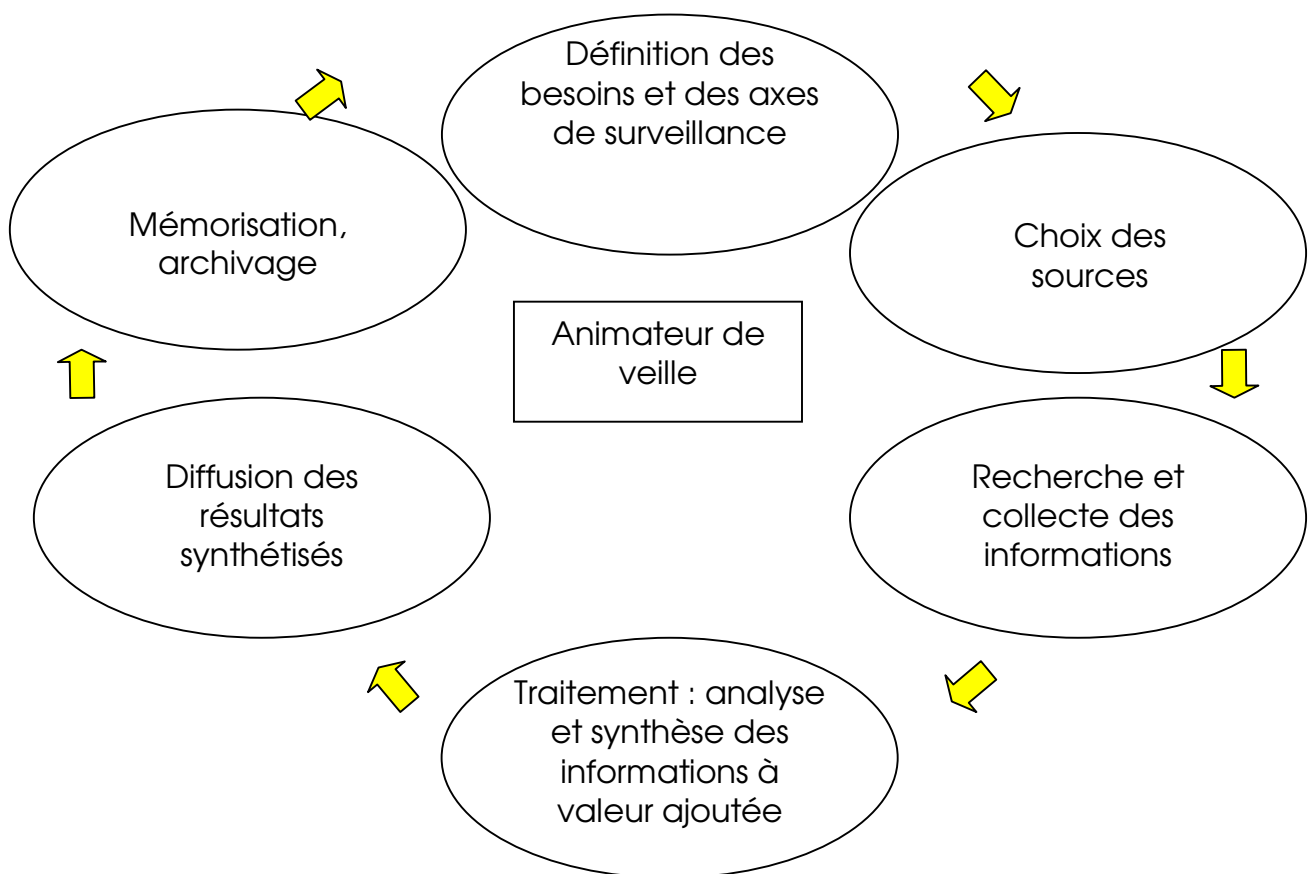 Définition des
besoins et des axes
de surveillance
Choix des
sources
Recherche et
collecte des
informations
Traitement : analyse
et synthèse des
informations à
valeur ajoutée
Diffusion des
résultats
synthétisés
Mémorisation,
archivage
Animateur de
veille